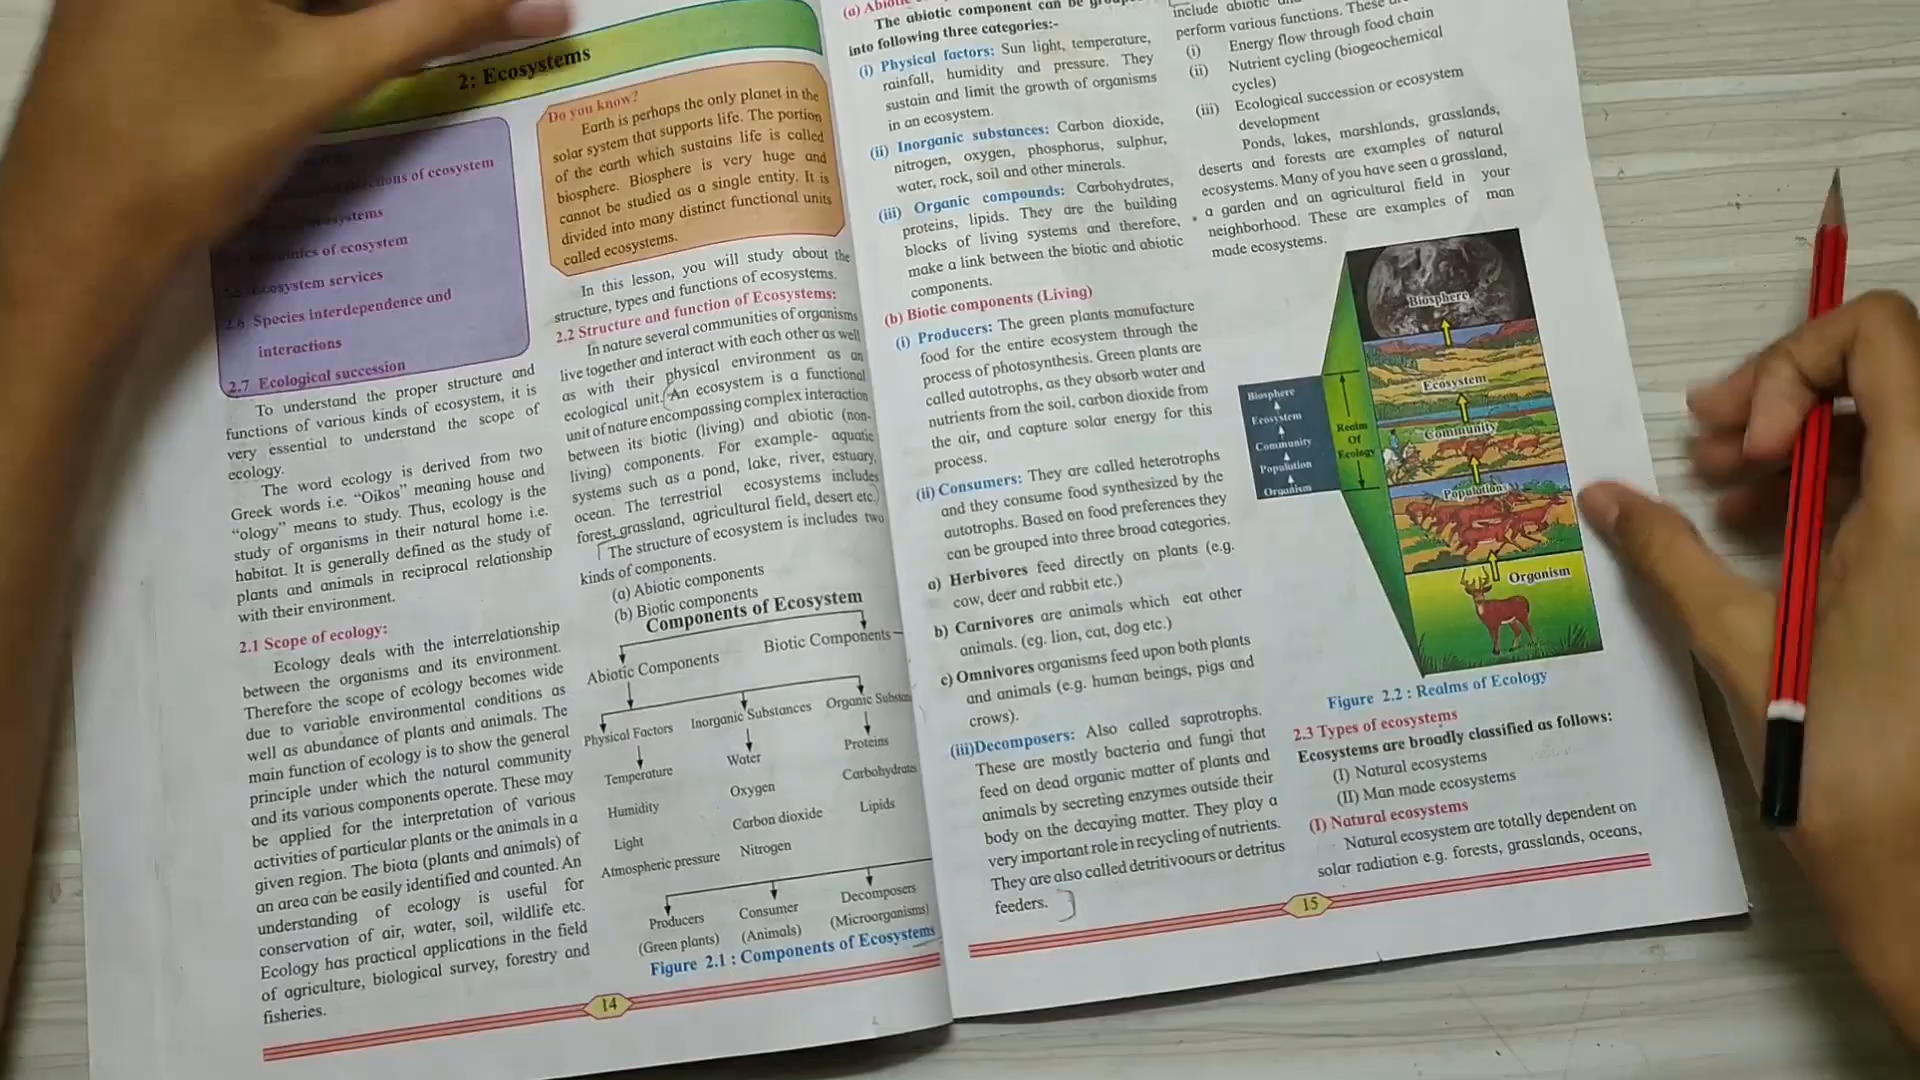 2: Ecosystems
of ecosystem
ecosystem
Ecosystem services
Species interdependence and
interactions
2.7 Ecological succession
To understand the proper structure and
functions of various kinds of ecosystem, it is
very essential to understand the scope of
ecology.
The word ecology is derived from two
Greek words i.e. “Oikos” meaning house and
“ology” means to study. Thus, ecology is the
study of organisms in their natural home i.e.
habitat. It is generally defined as the study of
plants and animals in reciprocal relationship
with their environment.
2.1 Scope of ecology:
Ecology deals with the interrelationship
between the organisms and its environment.
Therefore the scope of ecology becomes wide
due to variable environmental conditions as
well as abundance of plants and animals. The
main function of ecology is to show the general
principle under which the natural community
and its various components operate. These may
be applied for the interpretation of various
activities of particular plants or the animals in a
given region. The biota (plants and animals) of
an area can be easily identified and counted. An
understanding of ecology is useful for
conservation of air, water, soil, wildlife etc.
Ecology has practical applications in the field
of agriculture, biological survey, forestry and
fisheries.
Do you know?
Earth is perhaps the only planet in the
solar system that supports life. The portion
of the earth which sustains life is called
biosphere. Biosphere is very huge and
cannot be studied as a single entity. It is
divided into many distinct functional units
called ecosystems.
In this lesson, you will study about the
structure, types and functions of ecosystems.
2.2 Structure and function of Ecosystems:
In nature several communities of organisms
live together and interact with each other as well
as with their physical environment as an
ecological unit. An ecosystem is a functional
unit of nature encompassing complex interaction
between its biotic (living) and abiotic (non-
living) components. For example- aquatic
systems such as a pond, lake, river, estuary,
ocean. The terrestrial ecosystems includes
forest, grassland, agricultural field, desert etc.
The structure of ecosystem is includes two
kinds of components.
(a) Abiotic components
(b) Biotic components
Components of Ecosystem
Abiotic Components Biotic Components
Physical Factors Inorganic Substances Organic
Temperature Water Proteins
Humidity Oxygen Carbohydrates
Light Carbon dioxide Lipids
Atmospheric pressure Nitrogen
Producers Consumer Decomposers
(Green plants) (Animals) (Microorganisms)
Figure 2.1 : Components of Ecosystems
14
(a)
The abiotic component can be
into following three categories:-
(i) Physical factors: Sun light, temperature,
rainfall, humidity and pressure. They
sustain and limit the growth of organisms
in an ecosystem.
(ii) Inorganic substances: Carbon dioxide,
nitrogen, oxygen, phosphorus, sulphur,
water, rock, soil and other minerals.
(iii) Organic compounds: Carbohydrates,
proteins, lipids. They are the building
blocks of living systems and therefore,
make a link between the biotic and abiotic
components.
(b) Biotic components (Living)
(i) Producers: The green plants manufacture
food for the entire ecosystem through the
process of photosynthesis. Green plants are
called autotrophs, as they absorb water and
nutrients from the soil, carbon dioxide from
the air, and capture solar energy for this
process.
(ii) Consumers: They are called heterotrophs
and they consume food synthesized by the
autotrophs. Based on food preferences they
can be grouped into three broad categories.
a) Herbivores feed directly on plants (e.g.
cow, deer and rabbit etc.)
b) Carnivores are animals which eat other
animals. (eg. lion, cat, dog etc.)
c) Omnivores organisms feed upon both plants
and animals (e.g. human beings, pigs and
crows).
(iii)Decomposers: Also called saprotrophs.
These are mostly bacteria and fungi that
feed on dead organic matter of plants and
animals by secreting enzymes outside their
body on the decaying matter. They play a
very important role in recycling of nutrients.
They are also called detritivoours or detritus
feeders.
include abiotic
perform various functions. These
(i) Energy flow through food chain
(ii) Nutrient cycling (biogeochemical
cycles)
(iii) Ecological succession or ecosystem
development
Ponds, lakes, marshlands, grasslands,
deserts and forests are examples of natural
ecosystems. Many of you have seen a grassland,
a garden and an agricultural field in your
neighborhood. These are examples of man
made ecosystems.
Biosphere
Ecosystem
Community
Population
Organism
Realm
Of
Ecology
Biosphere
Ecosystem
Community
Population
Organism
Figure 2.2 : Realms of Ecology
2.3 Types of ecosystems
Ecosystems are broadly classified as follows:
(I) Natural ecosystems
(II) Man made ecosystems
(I) Natural ecosystems
Natural ecosystem are totally dependent on
solar radiation e.g. forests, grasslands, oceans,
15